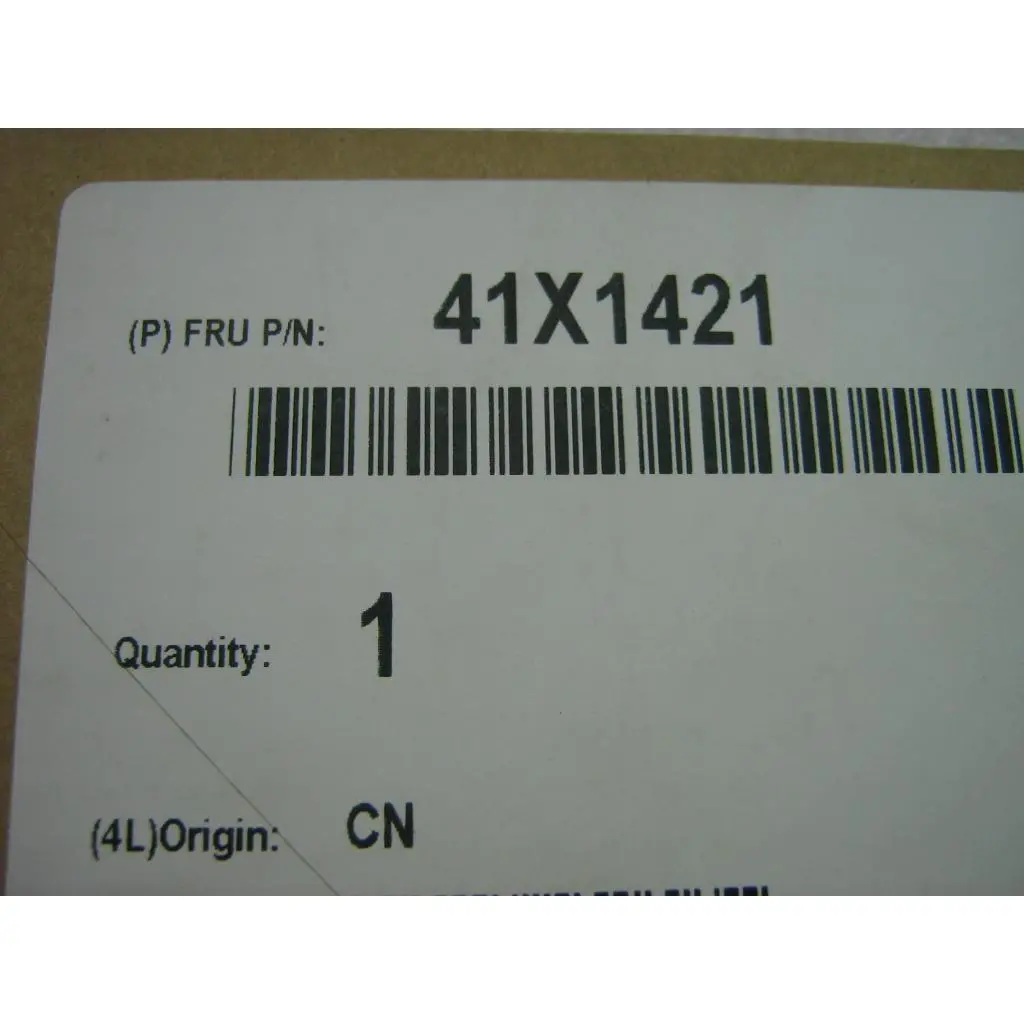 (P) FRU P/N: 41X1421
Quantity: 1
(4L)Origin: CN